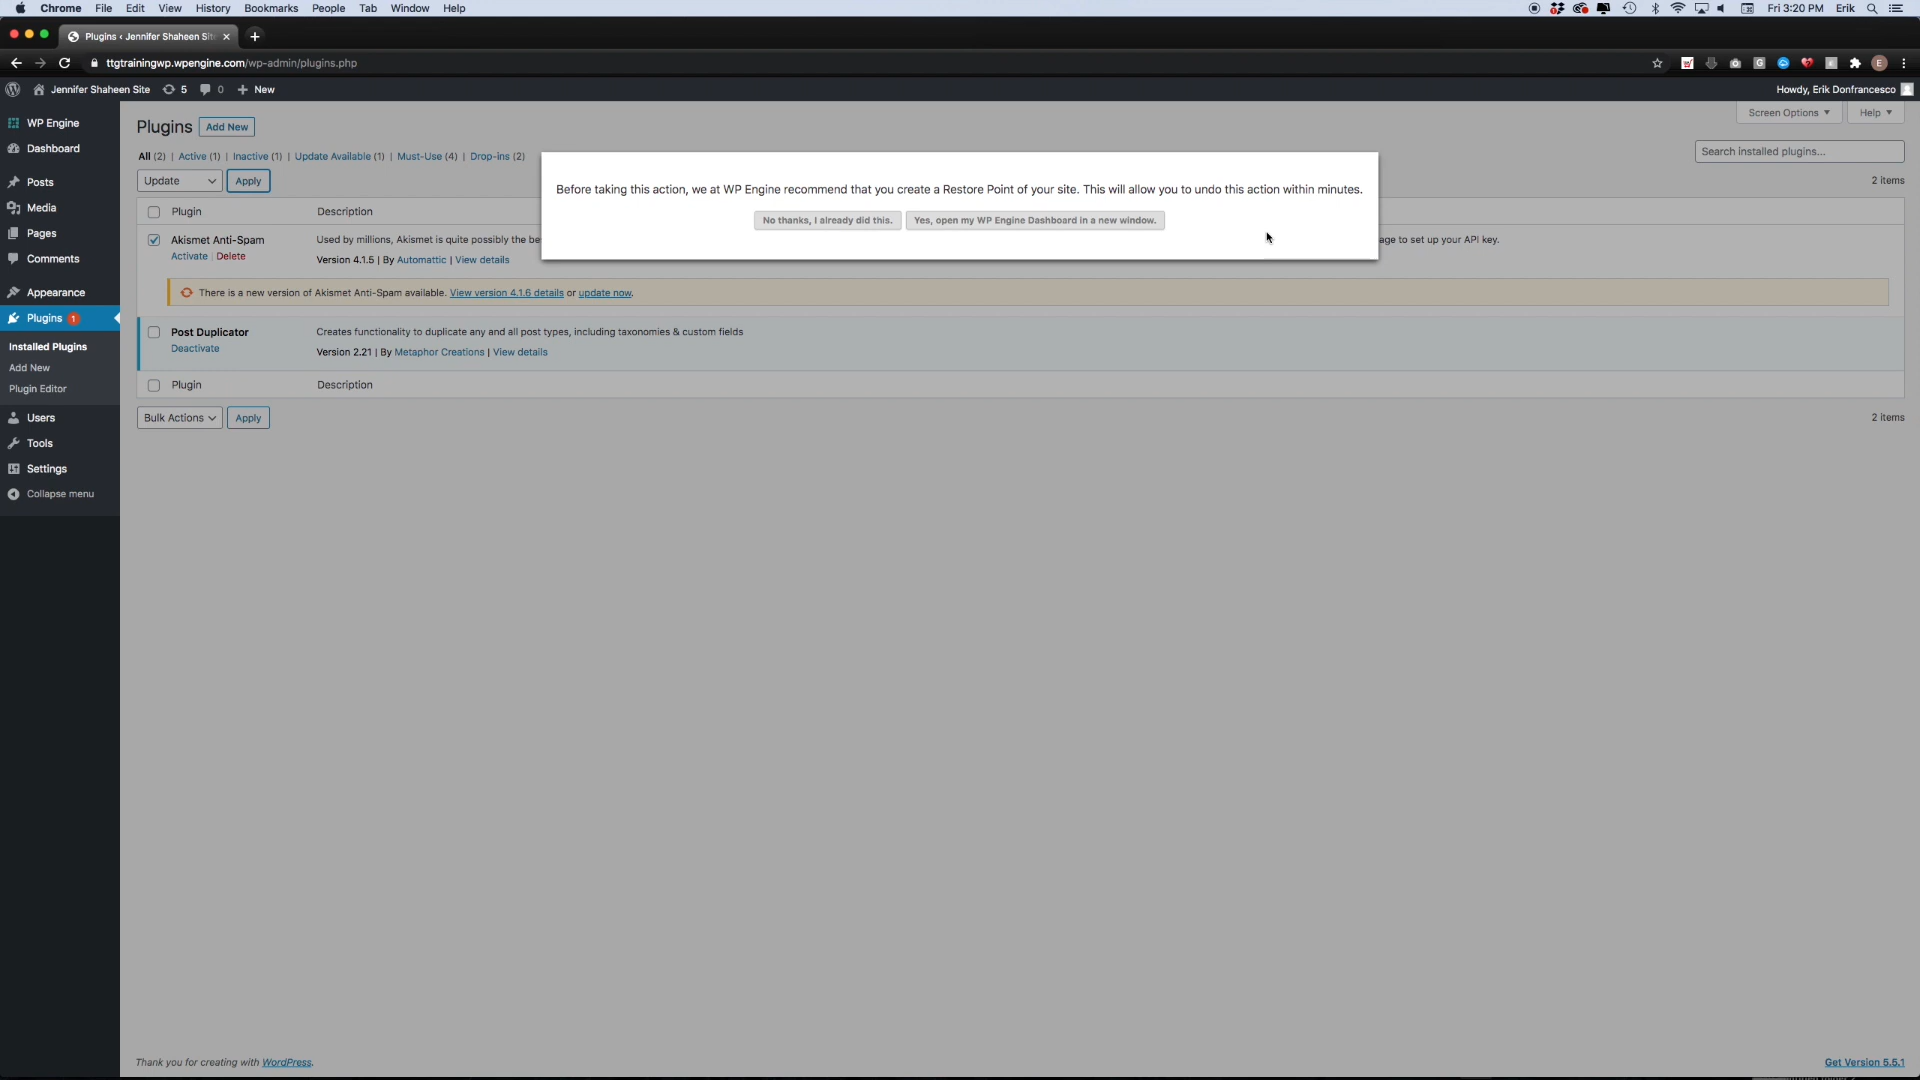 Chrome File Edit View History Bookmarks People Tab Window Help Fri 3:20 PM Erik
Plugins ‹ Jennifer Shaheen Sit
ttgtrainingwp.wpengine.com/wp-admin/plugins.php
Jennifer Shaheen Site 5 0 + New Howdy, Erik Donfrancesco
WP Engine
Dashboard
Posts
Media
Pages
Comments
Appearance
Plugins 1
Installed Plugins
Add New
Plugin Editor
Users
Tools
Settings
Collapse menu
Screen Options Help
Plugins Add New
All (2) | Active (1) | Inactive (1) | Update Available (1) | Must-Use (4) | Drop-ins (2)
Search installed plugins...
Update Apply
2 items
Before taking this action, we at WP Engine recommend that you create a Restore Point of your site. This will allow you to undo this action within minutes.
No thanks, I already did this. Yes, open my WP Engine Dashboard in a new window.
Plugin Description
Akismet Anti-Spam Used by millions, Akismet is quite possibly the be age to set up your API key.
Activate | Delete Version 4.1.5 | By Automattic | View details
There is a new version of Akismet Anti-Spam available. View version 4.1.6 details or update now.
Post Duplicator Creates functionality to duplicate any and all post types, including taxonomies & custom fields
Deactivate Version 2.21 | By Metaphor Creations | View details
Plugin Description
Bulk Actions Apply
2 items
Thank you for creating with WordPress. Get Version 5.5.1